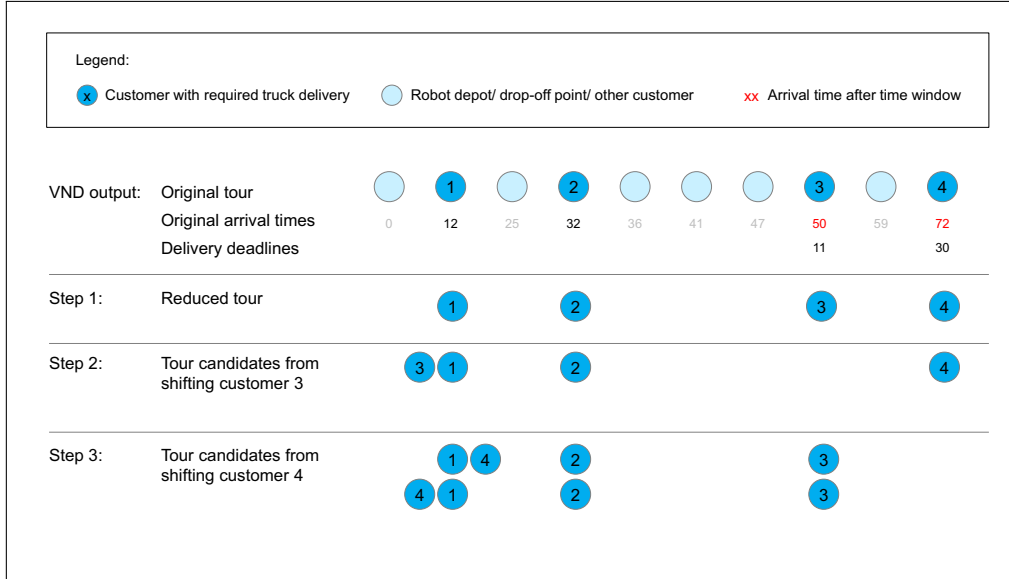 Legend:
x Customer with required truck delivery Robot depot/ drop-off point/ other customer xx Arrival time after time window
VND output: Original tour 1 2 3 4
Original arrival times 0 12 25 32 36 41 47 50 59 72
Delivery deadlines 11 30
Step 1: Reduced tour 1 2 3 4
Step 2: Tour candidates from 3 1 2 4
shifting customer 3
Step 3: Tour candidates from 1 4 2 3
shifting customer 4
4 1 2 3